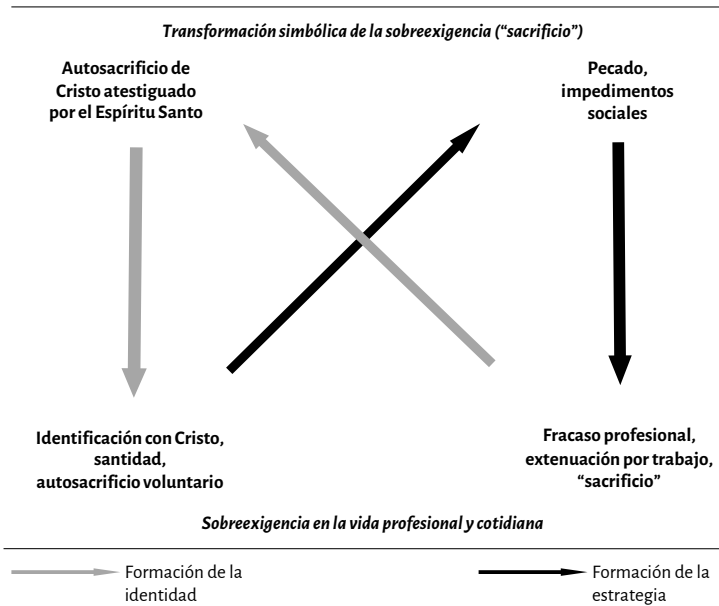 Transformación simbólica de la sobreexigencia (“sacrificio”)
Autosacrificio de
Cristo atestiguado
por el Espíritu Santo
Pecado,
impedimentos
sociales
Identificación con Cristo,
santidad,
autosacrificio voluntario
Fracaso profesional,
extenuación por trabajo,
“sacrificio”
Sobreexigencia en la vida profesional y cotidiana
Formación de la
identidad
Formación de la
estrategia